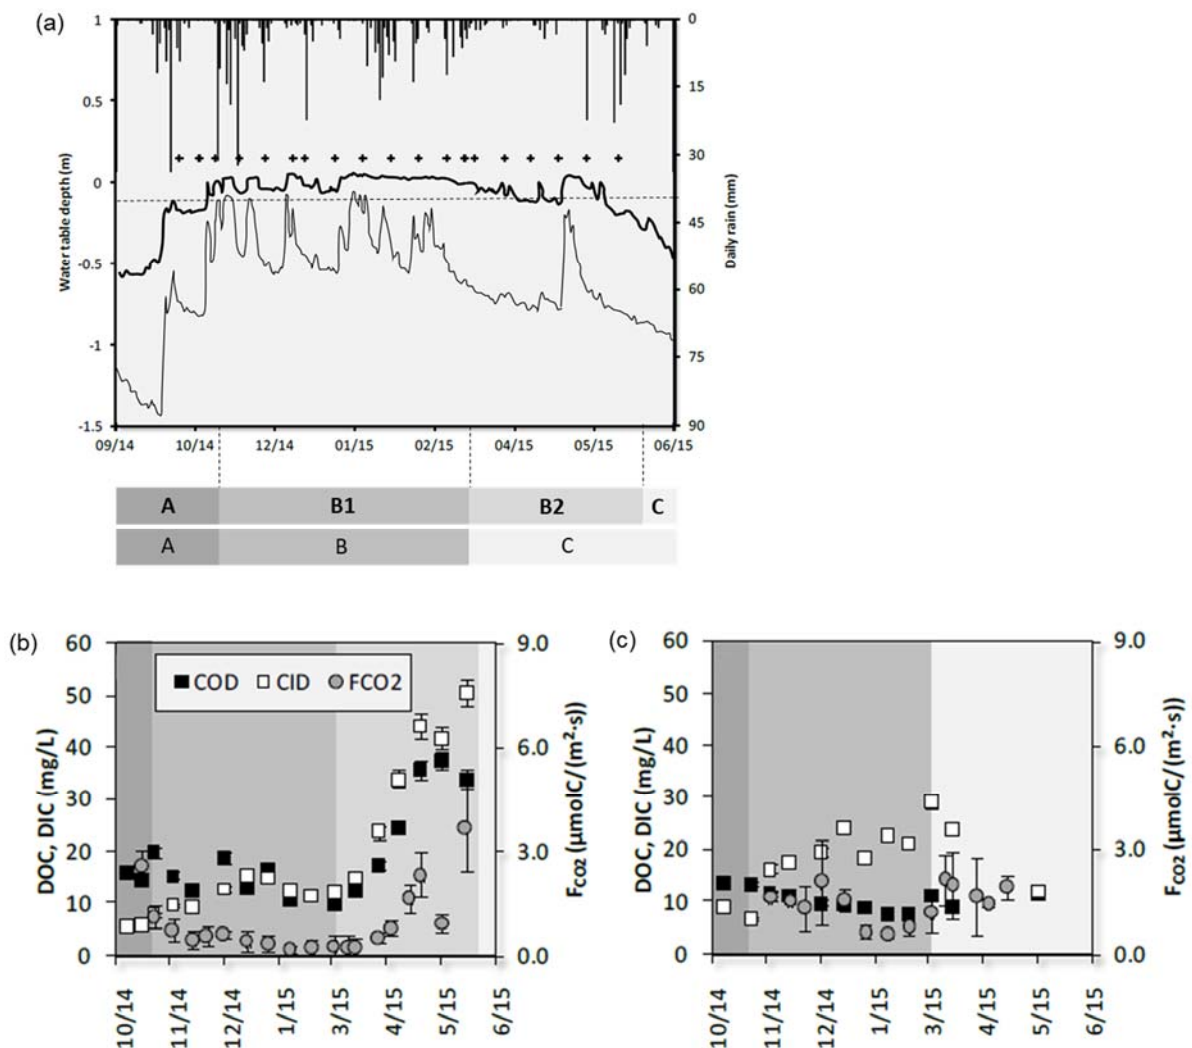 (a)
1
0.5
0
-0.5
-1
-1.5
Water table depth (m)
0
15
30
45
60
75
90
Daily rain (mm)
09/14 10/14 12/14 01/15 02/15 04/15 05/15 06/15
A B1 B2 C
A B C
(b)
60
50
40
30
20
10
0
DOC, DIC (mg/L)
COD CID FCO2
9.0
6.0
3.0
0.0
FCO2 (µmolC/(m²·s))
10/14 11/14 12/14 1/15 3/15 4/15 5/15 6/15
(c)
60
50
40
30
20
10
0
DOC, DIC (mg/L)
9.0
6.0
3.0
0.0
FCO2 (µmolC/(m²·s))
10/14 11/14 12/14 1/15 3/15 4/15 5/15 6/15